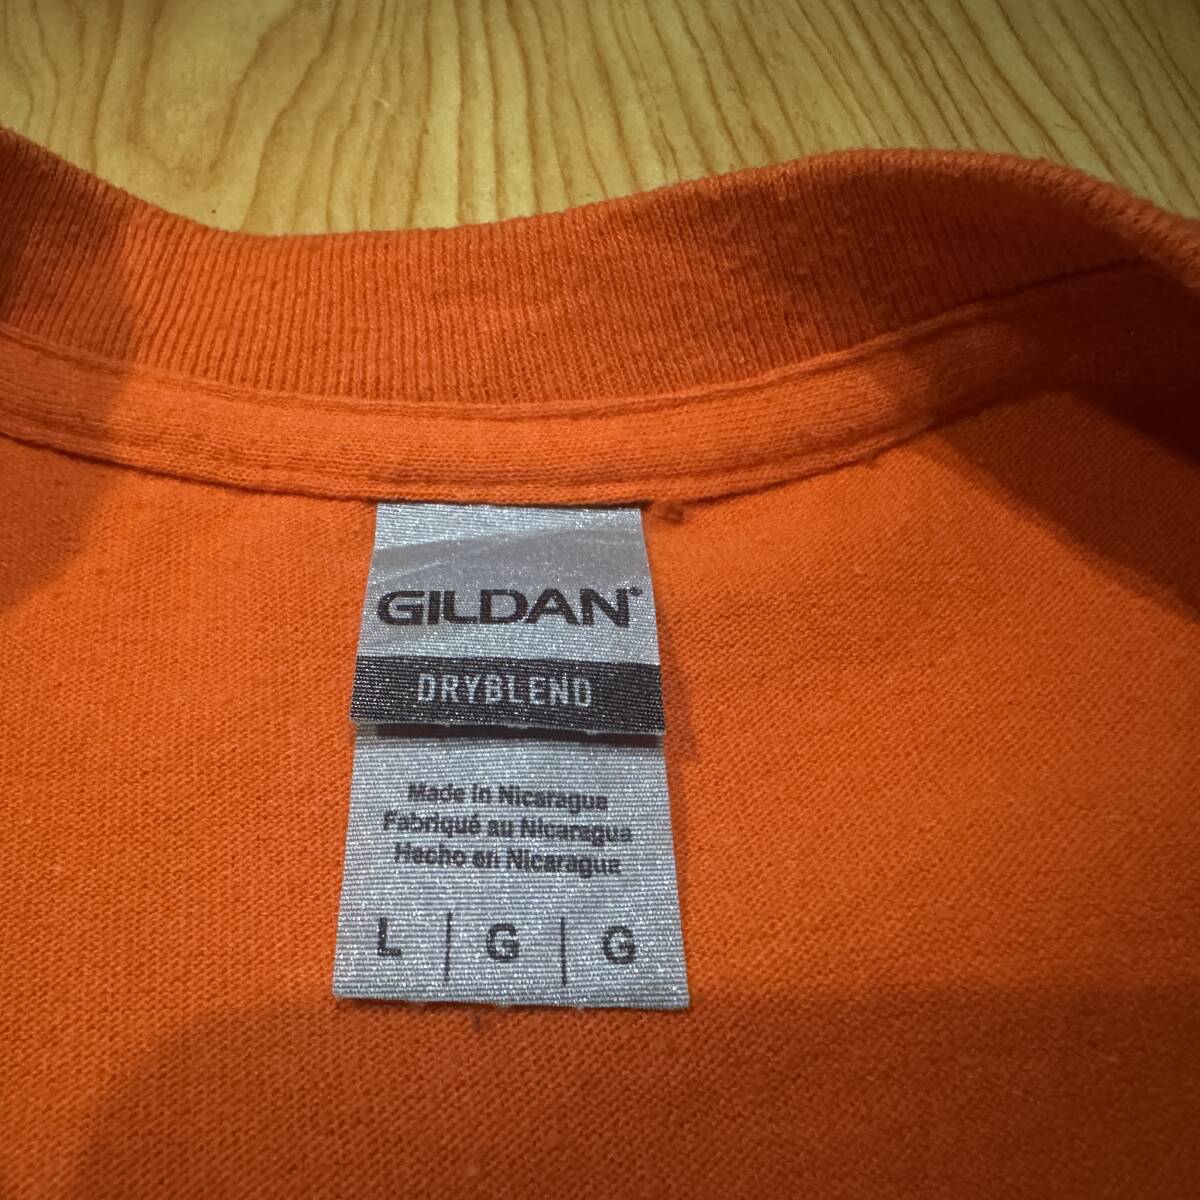 GILDAN®
DRYBLEND
Made in Nicaragua
Fabriqué au Nicaragua
Hecho en Nicaragua
L | G | G